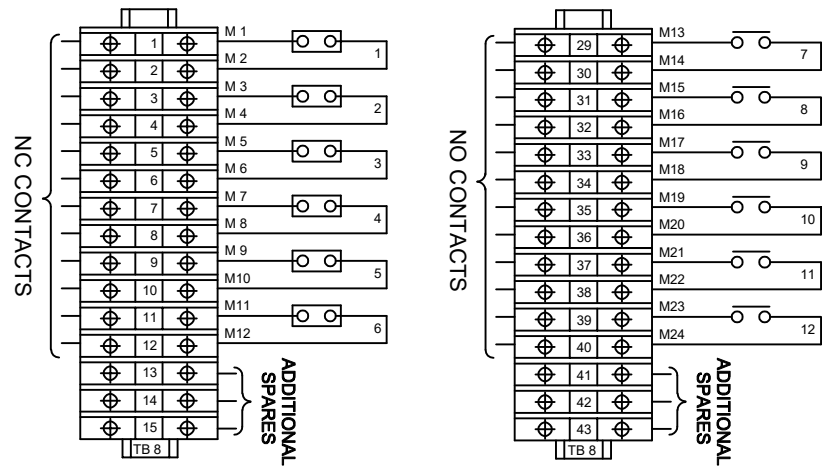 NC CONTACTS
1 M 1
2 M 2
1
3 M 3
4 M 4
2
5 M 5
6 M 6
3
7 M 7
8 M 8
4
9 M 9
10 M10
5
11 M11
12 M12
6
13
14
15
ADDITIONAL
SPARES
TB 8
NO CONTACTS
29 M13
30 M14
7
31 M15
32 M16
8
33 M17
34 M18
9
35 M19
36 M20
10
37 M21
38 M22
11
39 M23
40 M24
12
41
42
43
ADDITIONAL
SPARES
TB 8